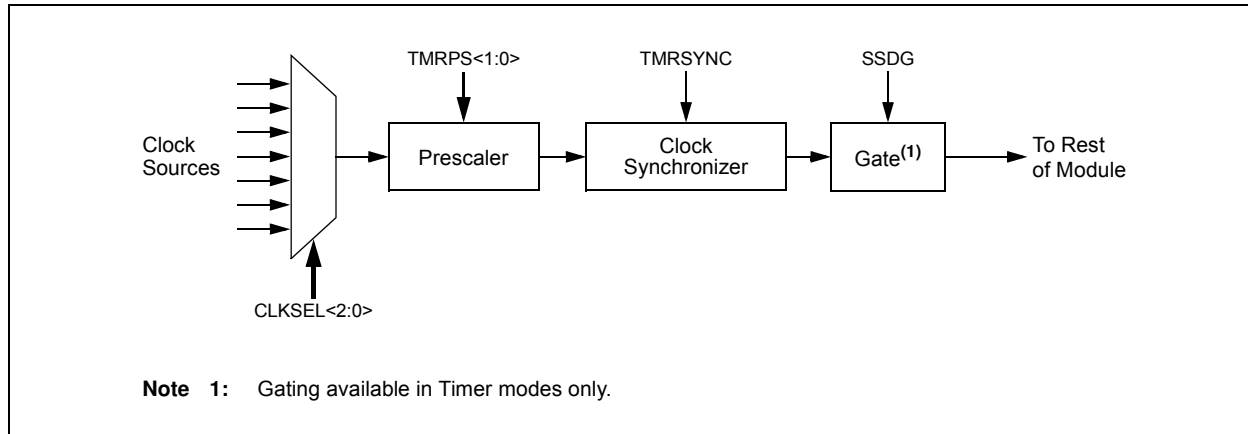 TMRPS<1:0>
TMRSYNC
SSDG
Clock
Sources
Prescaler
Clock
Synchronizer
Gate(1)
To Rest
of Module
CLKSEL<2:0>
Note 1: Gating available in Timer modes only.